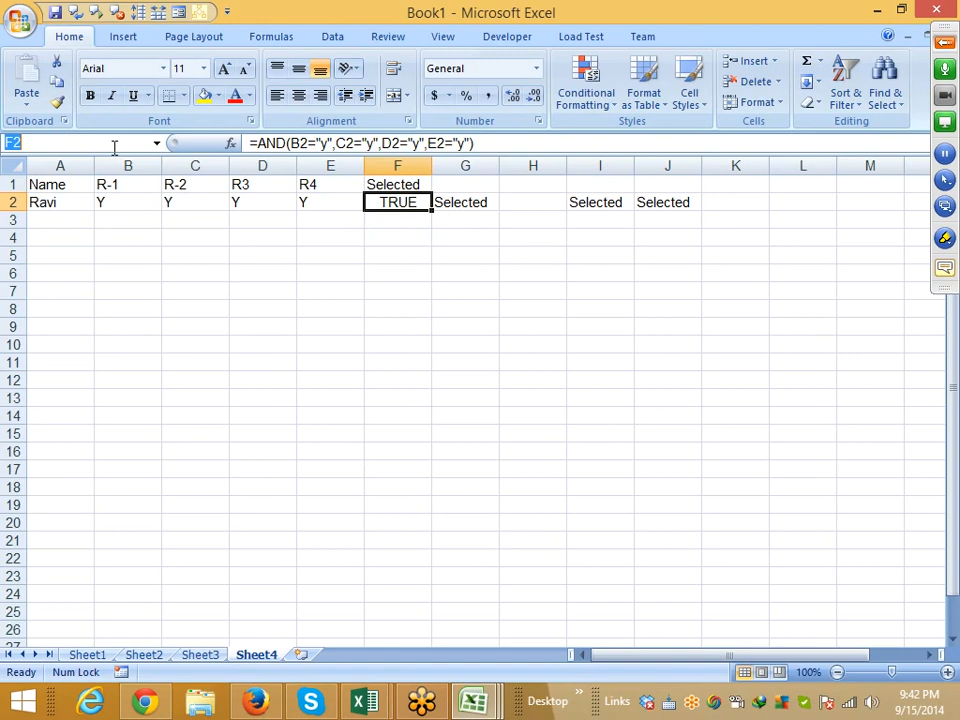 Book1 - Microsoft Excel
Home Insert Page Layout Formulas Data Review View Developer Load Test Team
Paste Arial 11 General Conditional Formatting Format as Table Cell Styles Insert Delete Format Sort & Filter Find & Select
Clipboard Font Alignment Number Styles Cells Editing
F2 fx =AND(B2="y",C2="y",D2="y",E2="y")
A B C D E F G H I J K L M
1 Name R-1 R-2 R3 R4 Selected
2 Ravi Y Y Y Y TRUE Selected Selected Selected
3
4
5
6
7
8
9
10
11
12
13
14
15
16
17
18
19
20
21
22
23
24
25
26
27
Sheet1 Sheet2 Sheet3 Sheet4
Ready Num Lock 100%
Desktop » Links 9:42 PM
9/15/2014